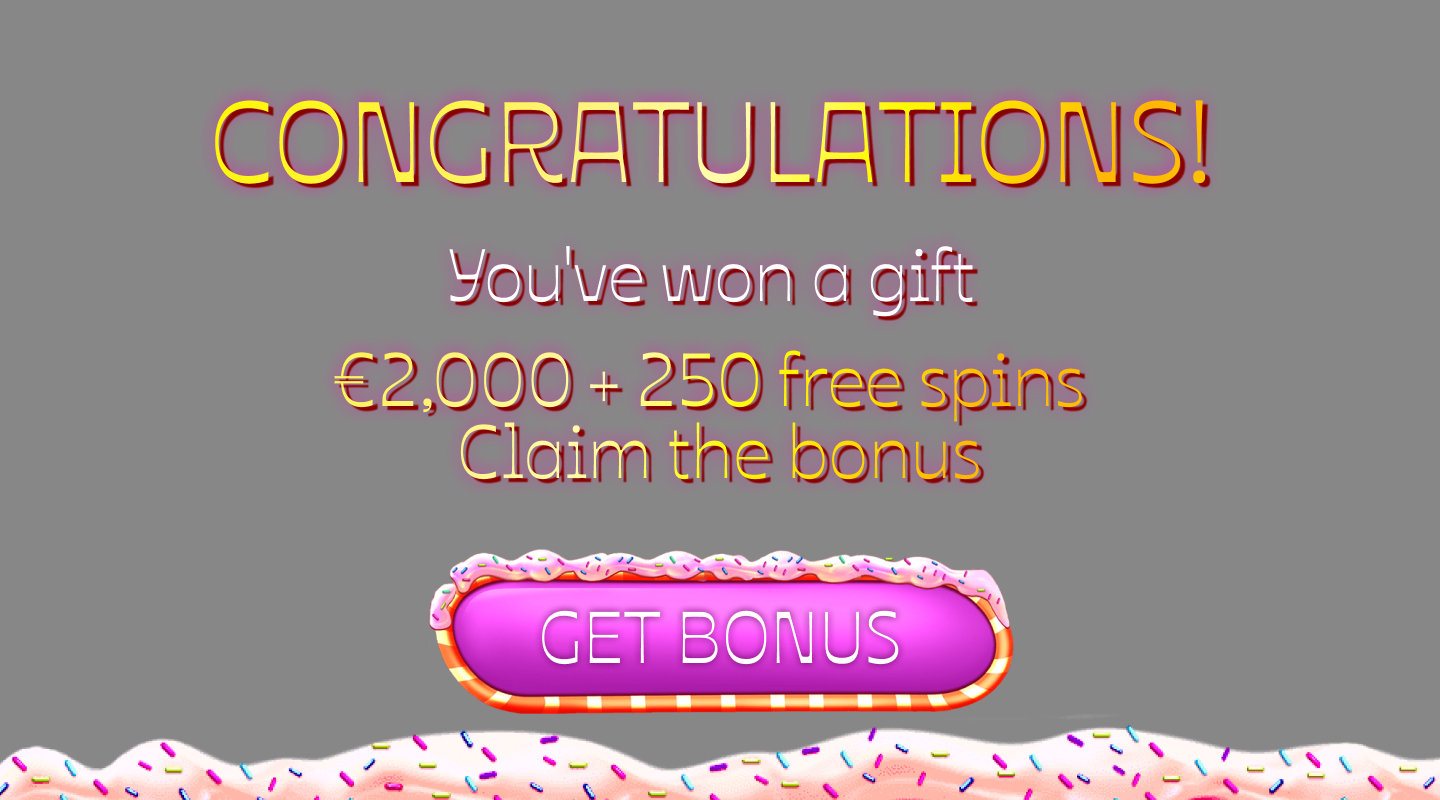 CONGRATULATIONS!
You've won a gift
€2,000 + 250 free spins
Claim the bonus
GET BONUS